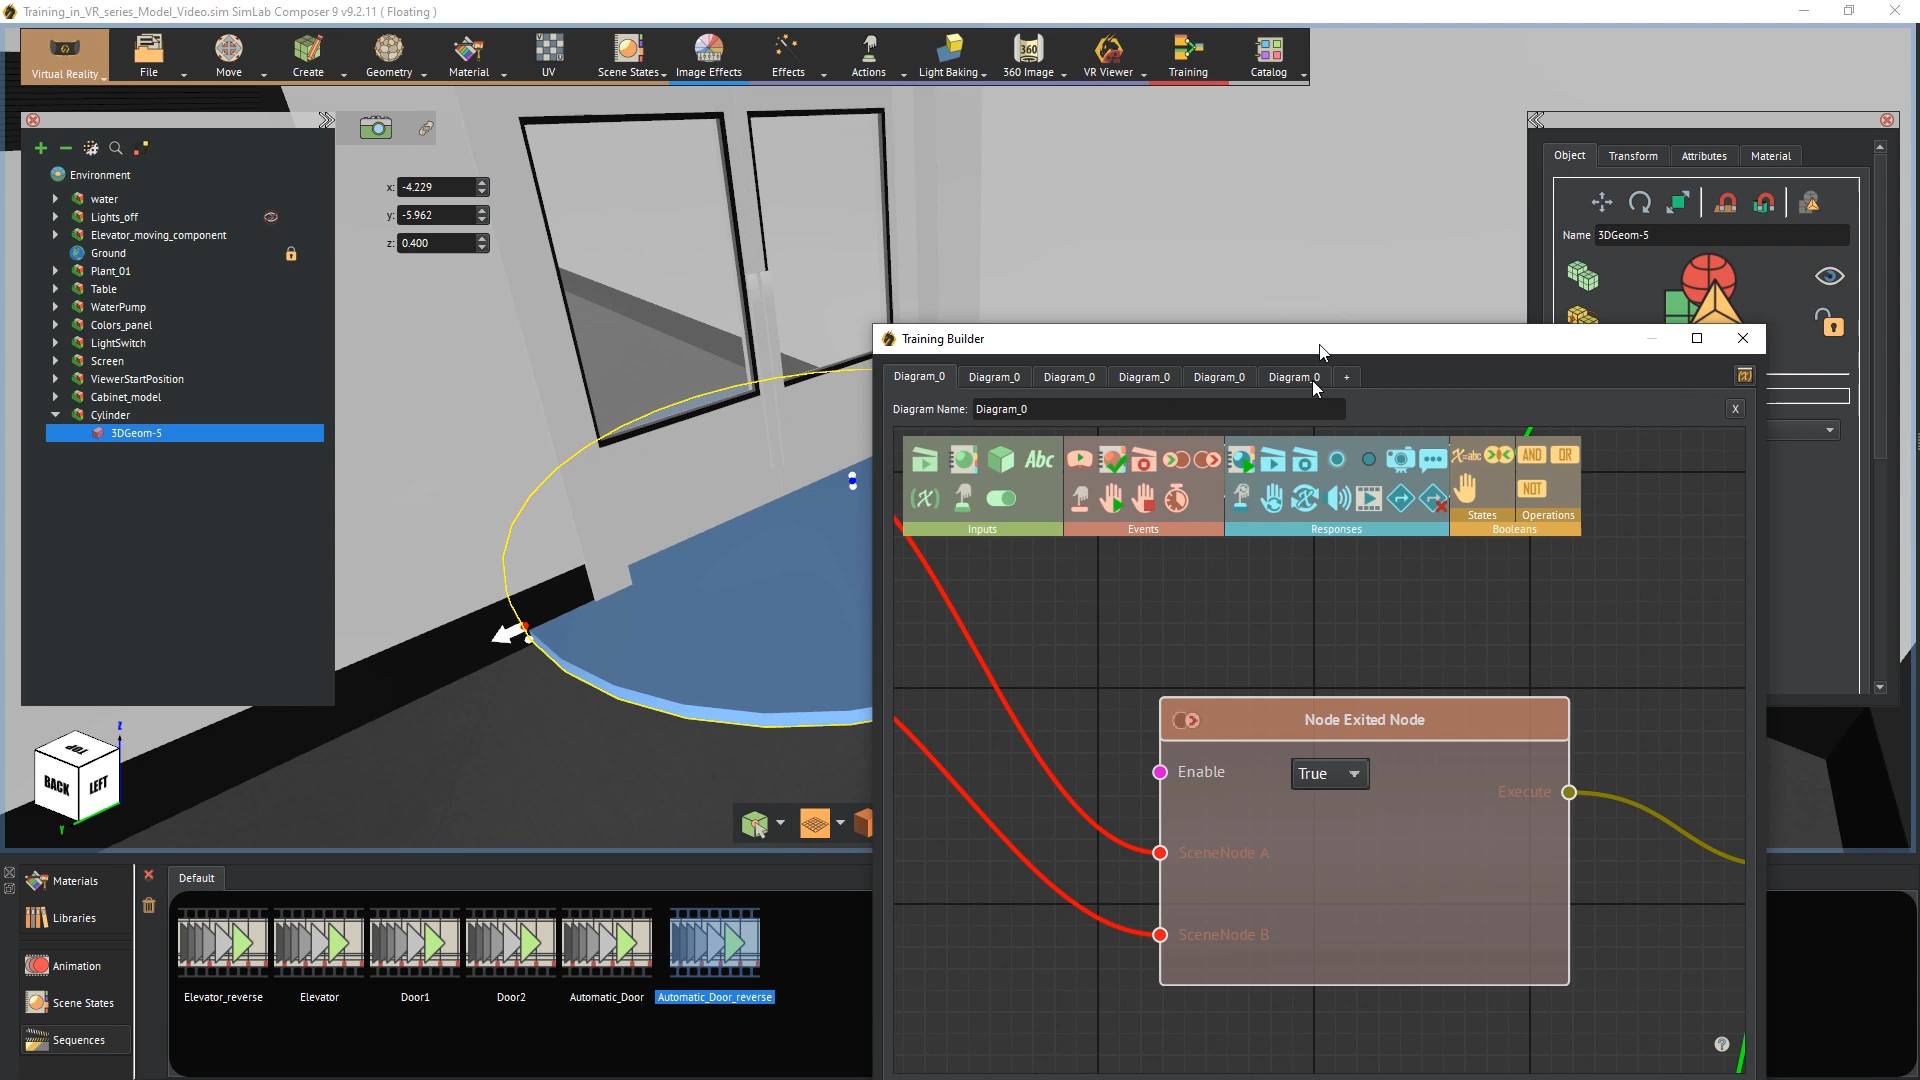 Training_in_VR_series_Model_Video.sim SimLab Composer 9 v9.2.11 ( Floating )
Virtual Reality
File
Move
Create
Geometry
Material
UV
Scene States
Image Effects
Effects
Actions
Light Baking
360 Image
VR Viewer
Training
Catalog
Environment
water
Lights_off
Elevator_moving_component
Ground
Plant_01
Table
WaterPump
Colors_panel
LightSwitch
Screen
ViewerStartPosition
Cabinet_model
Cylinder
3DGeom-5
x: -4.229
y: -5.962
z: 0.400
Object
Transform
Attributes
Material
Name 3DGeom-5
Training Builder
Diagram_0
Diagram_0
Diagram_0
Diagram_0
Diagram_0
Diagram_0
+
Diagram Name: Diagram_0
X
Abc
(x)
X=abc
AND
OR
NOT
States
Operations
Inputs
Events
Responses
Booleans
Node Exited Node
Enable
True
Execute
SceneNode A
SceneNode B
TOP
BACK
LEFT
z
Y
Materials
Libraries
Animation
Scene States
Sequences
Default
Elevator_reverse
Elevator
Door1
Door2
Automatic_Door
Automatic_Door_reverse